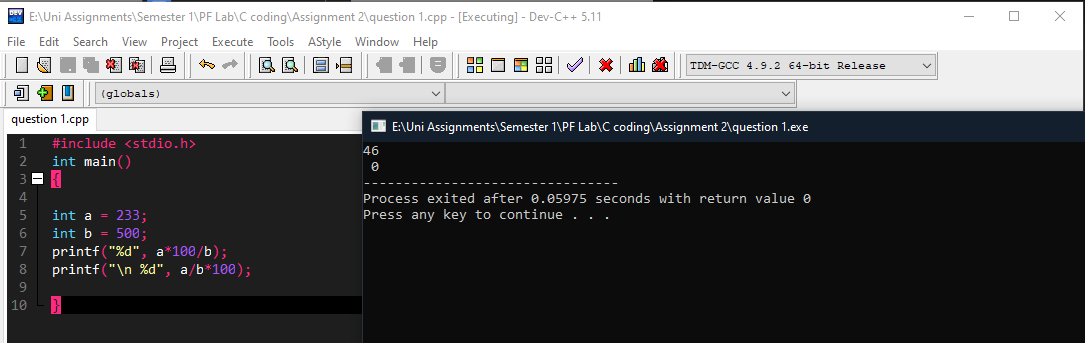 E:\Uni Assignments\Semester 1\PF Lab\C coding\Assignment 2\question 1.cpp - [Executing] - Dev-C++ 5.11
File Edit Search View Project Execute Tools AStyle Window Help
TDM-GCC 4.9.2 64-bit Release
(globals)
question 1.cpp
1 #include <stdio.h>
2 int main()
3 {
4
5 int a = 233;
6 int b = 500;
7 printf("%d", a*100/b);
8 printf("\n %d", a/b*100);
9
10 }
E:\Uni Assignments\Semester 1\PF Lab\C coding\Assignment 2\question 1.exe
46
0
--------------------------------
Process exited after 0.05975 seconds with return value 0
Press any key to continue . . .